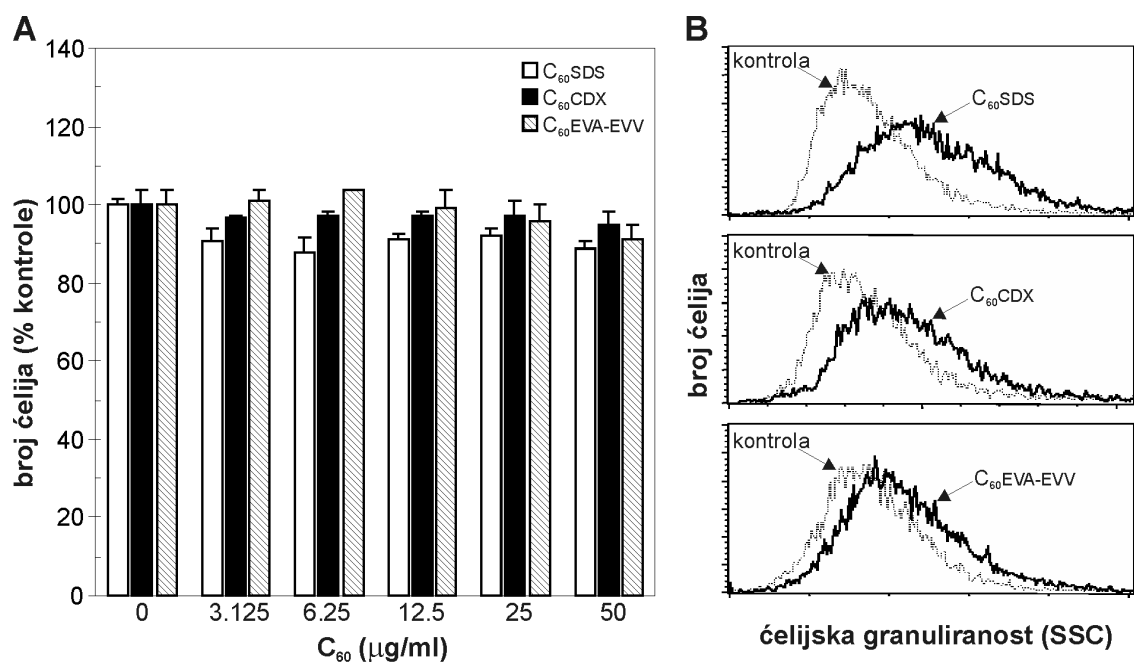 A
140
120
100
80
60
40
20
0
broj ćelija (% kontrole)
C₆₀SDS
C₆₀CDX
C₆₀EVA-EVV
0 3.125 6.25 12.5 25 50
C₆₀ (μg/ml)
B
kontrola
C₆₀SDS
kontrola
C₆₀CDX
kontrola
C₆₀EVA-EVV
broj ćelija
ćelijska granuliranost (SSC)